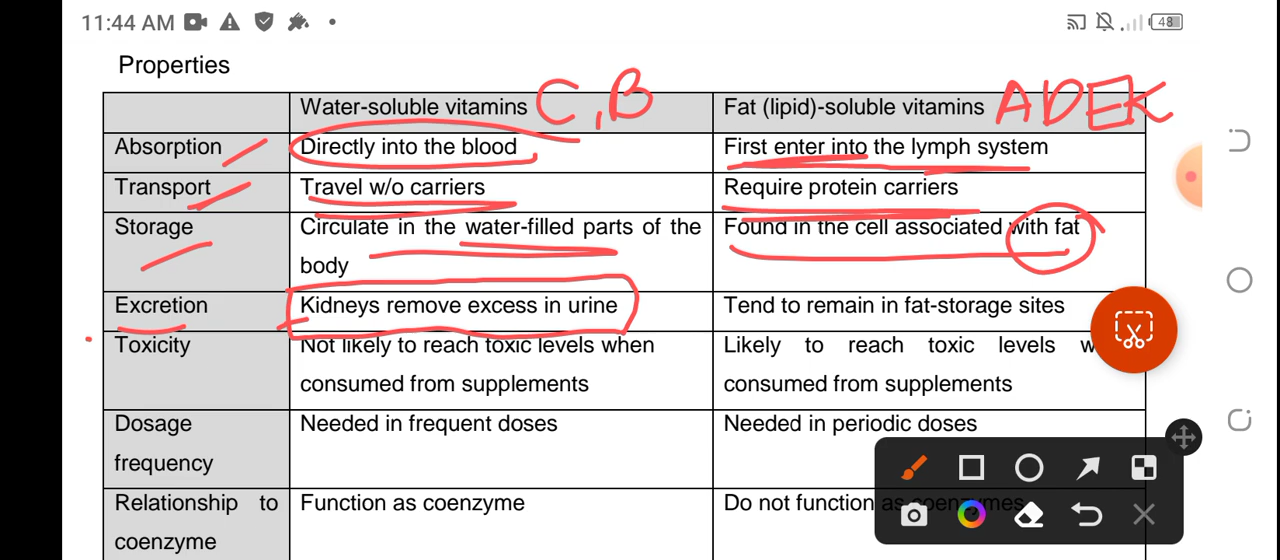 11:44 AM
48
Properties
Water-soluble vitamins C, B
Fat (lipid)-soluble vitamins ADEK
Absorption
Directly into the blood
First enter into the lymph system
Transport
Travel w/o carriers
Require protein carriers
Storage
Circulate in the water-filled parts of the
body
Found in the cell associated with fat
Excretion
Kidneys remove excess in urine
Tend to remain in fat-storage sites
Toxicity
Not likely to reach toxic levels when
consumed from supplements
Likely to reach toxic levels
consumed from supplements
Dosage
frequency
Needed in frequent doses
Needed in periodic doses
Relationship to
coenzyme
Function as coenzyme
Do not function as coenzymes